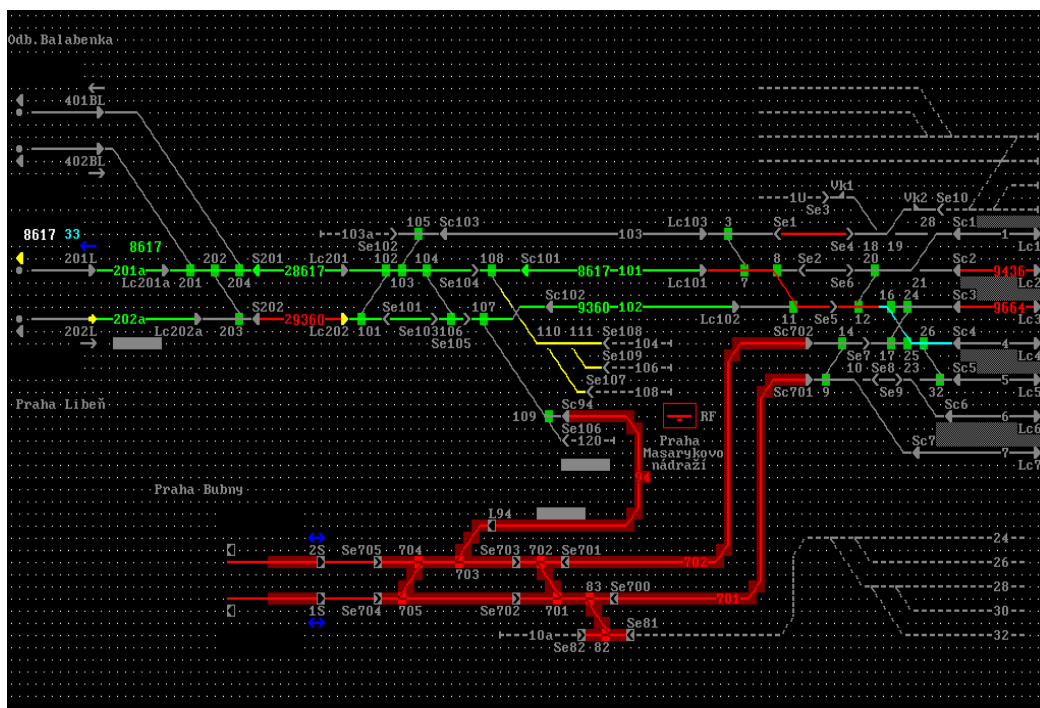 Odb.Balabenka
401BL
402BL
Vk1
1U
Se3
Vk2 Se10
105 Sc103
103a
Se102
Lc103 3 Se1
103
Se4 18 19
28 Sc1
1
Lc1
8617 33
8617
201L
201a
Lc201a 201 202 204
S201
28617
Lc201
102 103 104
Se104
108
Sc101
8617-101
Lc101
7
8 Se2
Se6
20
21
Sc2
9436
Lc2
202L
202a
Lc202a 203
S202
29360
Lc202 101
Se101
Se103 106
Se105
107
Sc102
9360-102
Lc102
11
Se5
12
16 24
Sc3
9664
Lc3
110 111 Se108
104
Se109
106
Se107
108
Sc702
14
Se7
17 25
26
Sc4
4
Lc4
Sc701
9
10 Se8
Se9
23
32
Sc5
5
Lc5
Praha Libeň
109
Sc94
Se106
120
RF
Praha
Masarykovo
nádraží
Sc6
6
Lc6
Sc7
7
Lc7
94
Praha Bubny
L94
2S Se705 704
703
Se703 702 Se701
702
1S Se704 705
Se702 701
83 Se700
701
10a
Se82 82
Se81
24
26
28
30
32